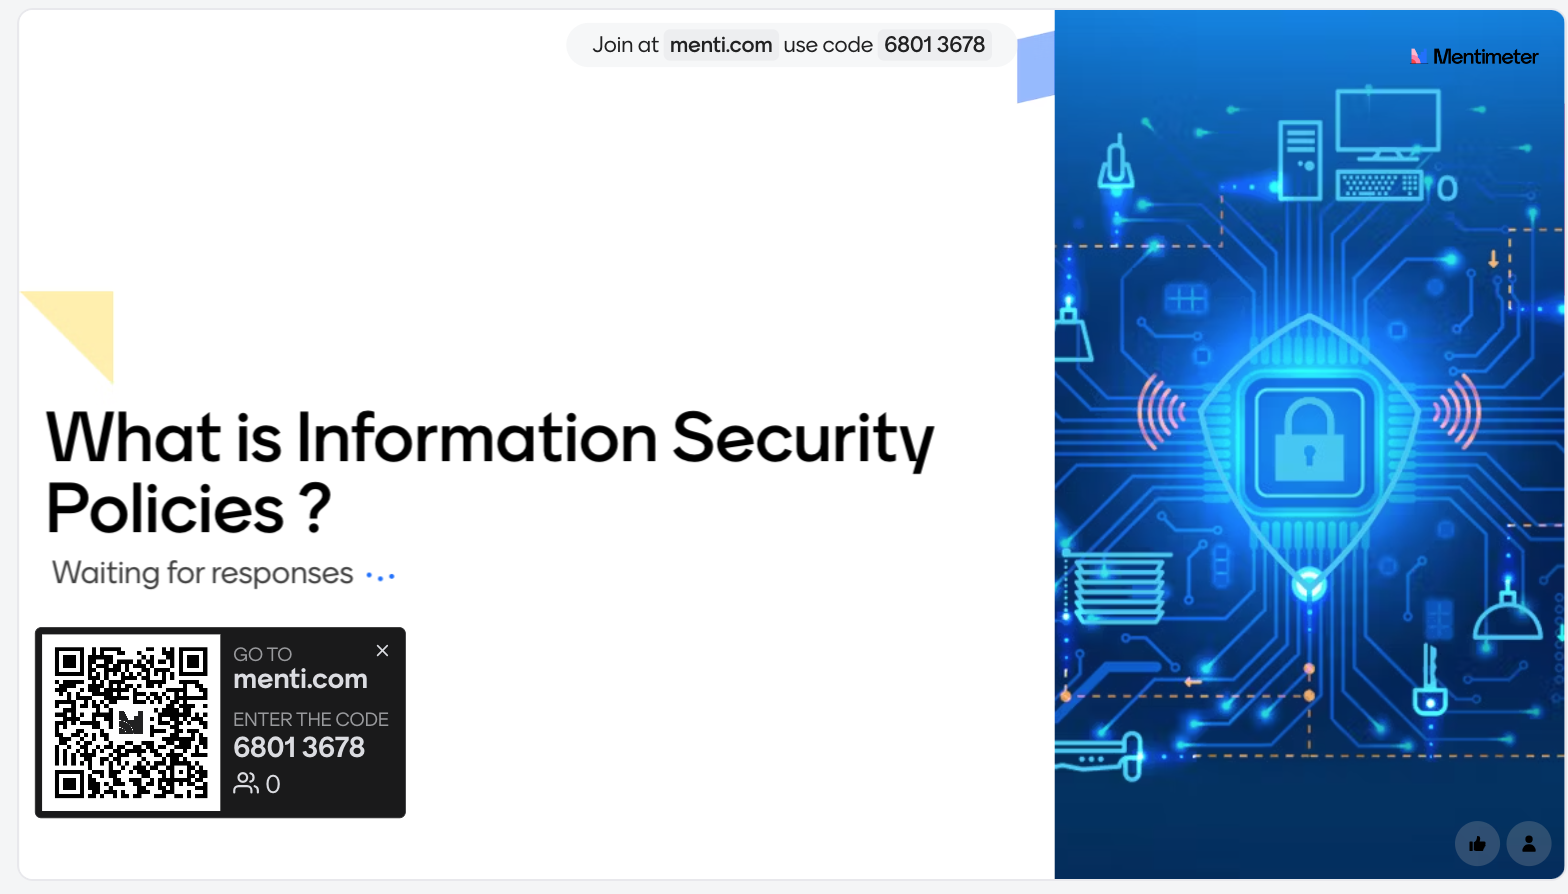 Join at menti.com use code 6801 3678
Mentimeter
What is Information Security
Policies ?
Waiting for responses ...
GO TO
menti.com
ENTER THE CODE
6801 3678
0